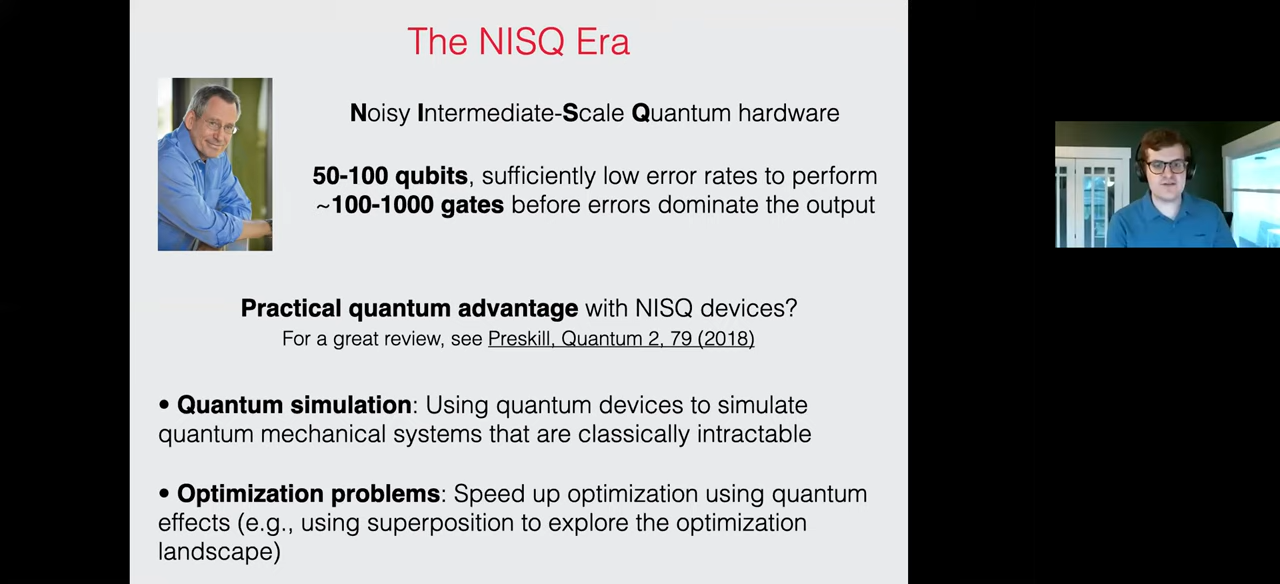 The NISQ Era
Noisy Intermediate-Scale Quantum hardware
50-100 qubits, sufficiently low error rates to perform
~100-1000 gates before errors dominate the output
Practical quantum advantage with NISQ devices?
For a great review, see Preskill, Quantum 2, 79 (2018)
• Quantum simulation: Using quantum devices to simulate
quantum mechanical systems that are classically intractable
• Optimization problems: Speed up optimization using quantum
effects (e.g., using superposition to explore the optimization
landscape)